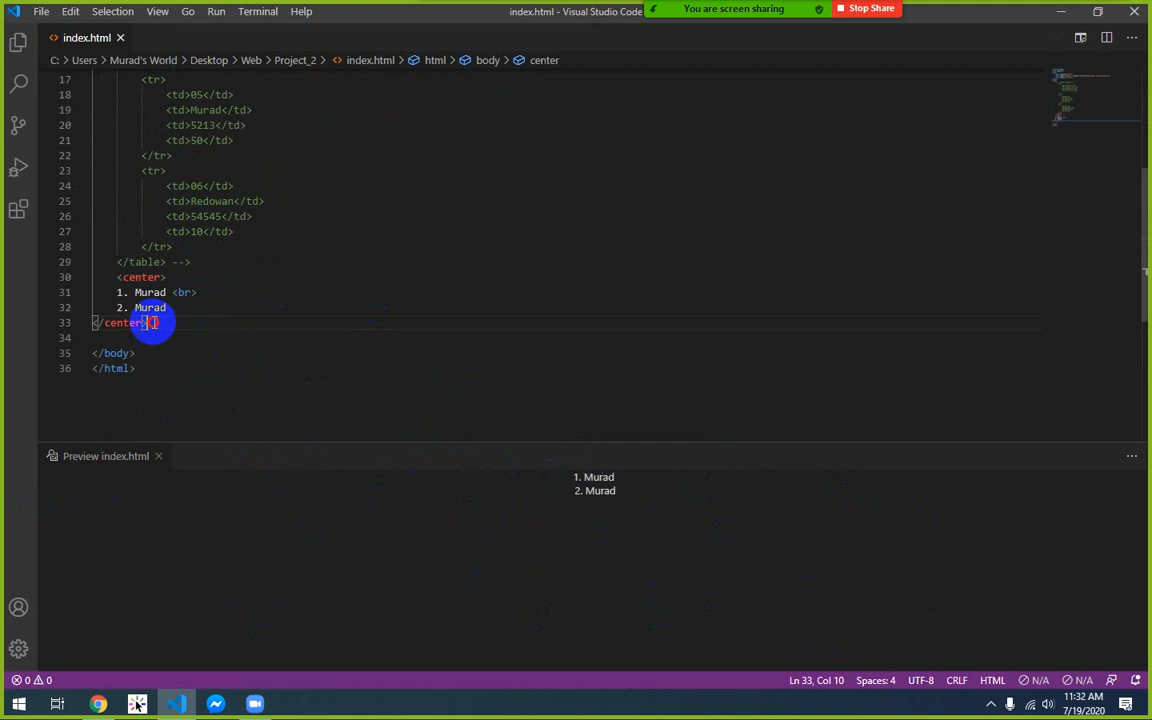 File Edit Selection View Go Run Terminal Help
index.html - Visual Studio Code
You are screen sharing
Stop Share
index.html
C: > Users > Murad's World > Desktop > Web > Project_2 > index.html > html > body > center
17 <tr>
18 <td>05</td>
19 <td>Murad</td>
20 <td>5213</td>
21 <td>50</td>
22 </tr>
23 <tr>
24 <td>06</td>
25 <td>Redowan</td>
26 <td>54545</td>
27 <td>10</td>
28 </tr>
29 </table> -->
30 <center>
31 1. Murad <br>
32 2. Murad
33 </center>
34
35 </body>
36 </html>
Preview index.html
1. Murad
2. Murad
0 0
Ln 33, Col 10 Spaces: 4 UTF-8 CRLF HTML N/A N/A
11:32 AM
7/19/2020